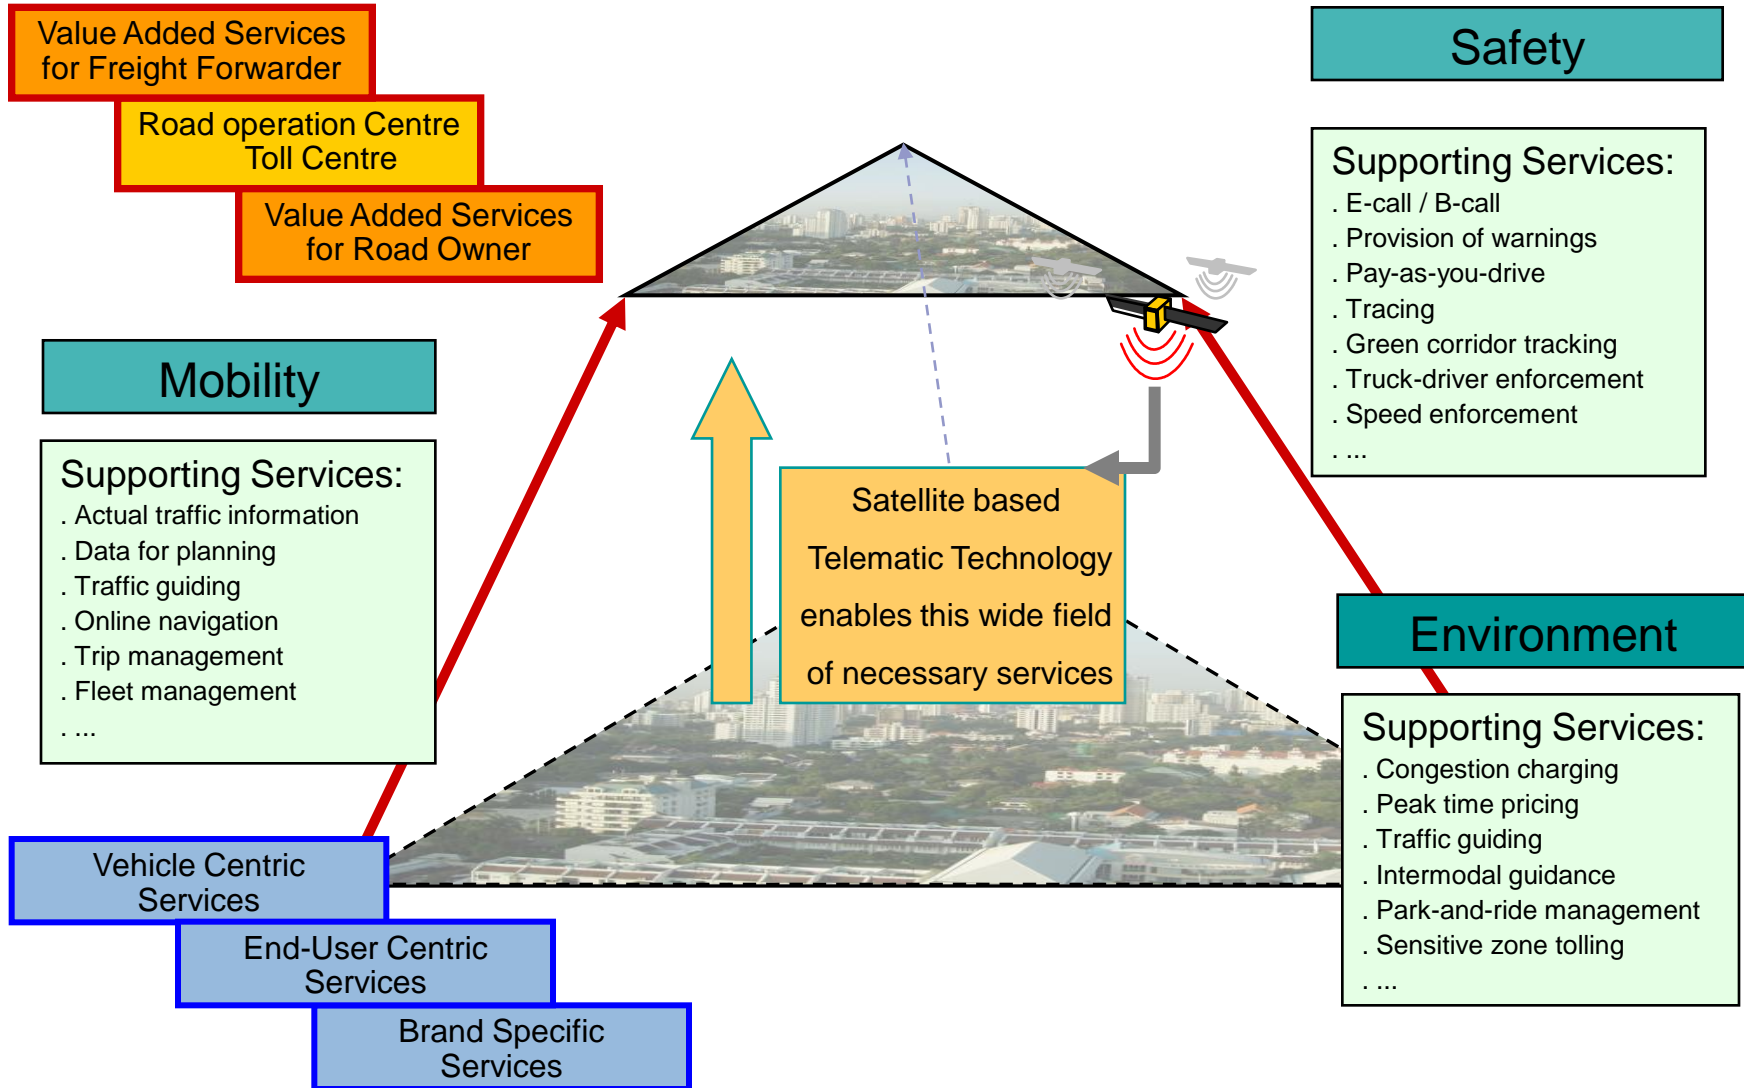 Value Added Services
for Freight Forwarder
Road operation Centre
Toll Centre
Value Added Services
for Road Owner
Safety
Supporting Services:
. E-call / B-call
. Provision of warnings
. Pay-as-you-drive
. Tracing
. Green corridor tracking
. Truck-driver enforcement
. Speed enforcement
. ...
Mobility
Supporting Services:
. Actual traffic information
. Data for planning
. Traffic guiding
. Online navigation
. Trip management
. Fleet management
. ...
Satellite based
Telematic Technology
enables this wide field
of necessary services
Environment
Supporting Services:
. Congestion charging
. Peak time pricing
. Traffic guiding
. Intermodal guidance
. Park-and-ride management
. Sensitive zone tolling
. ...
Vehicle Centric
Services
End-User Centric
Services
Brand Specific
Services